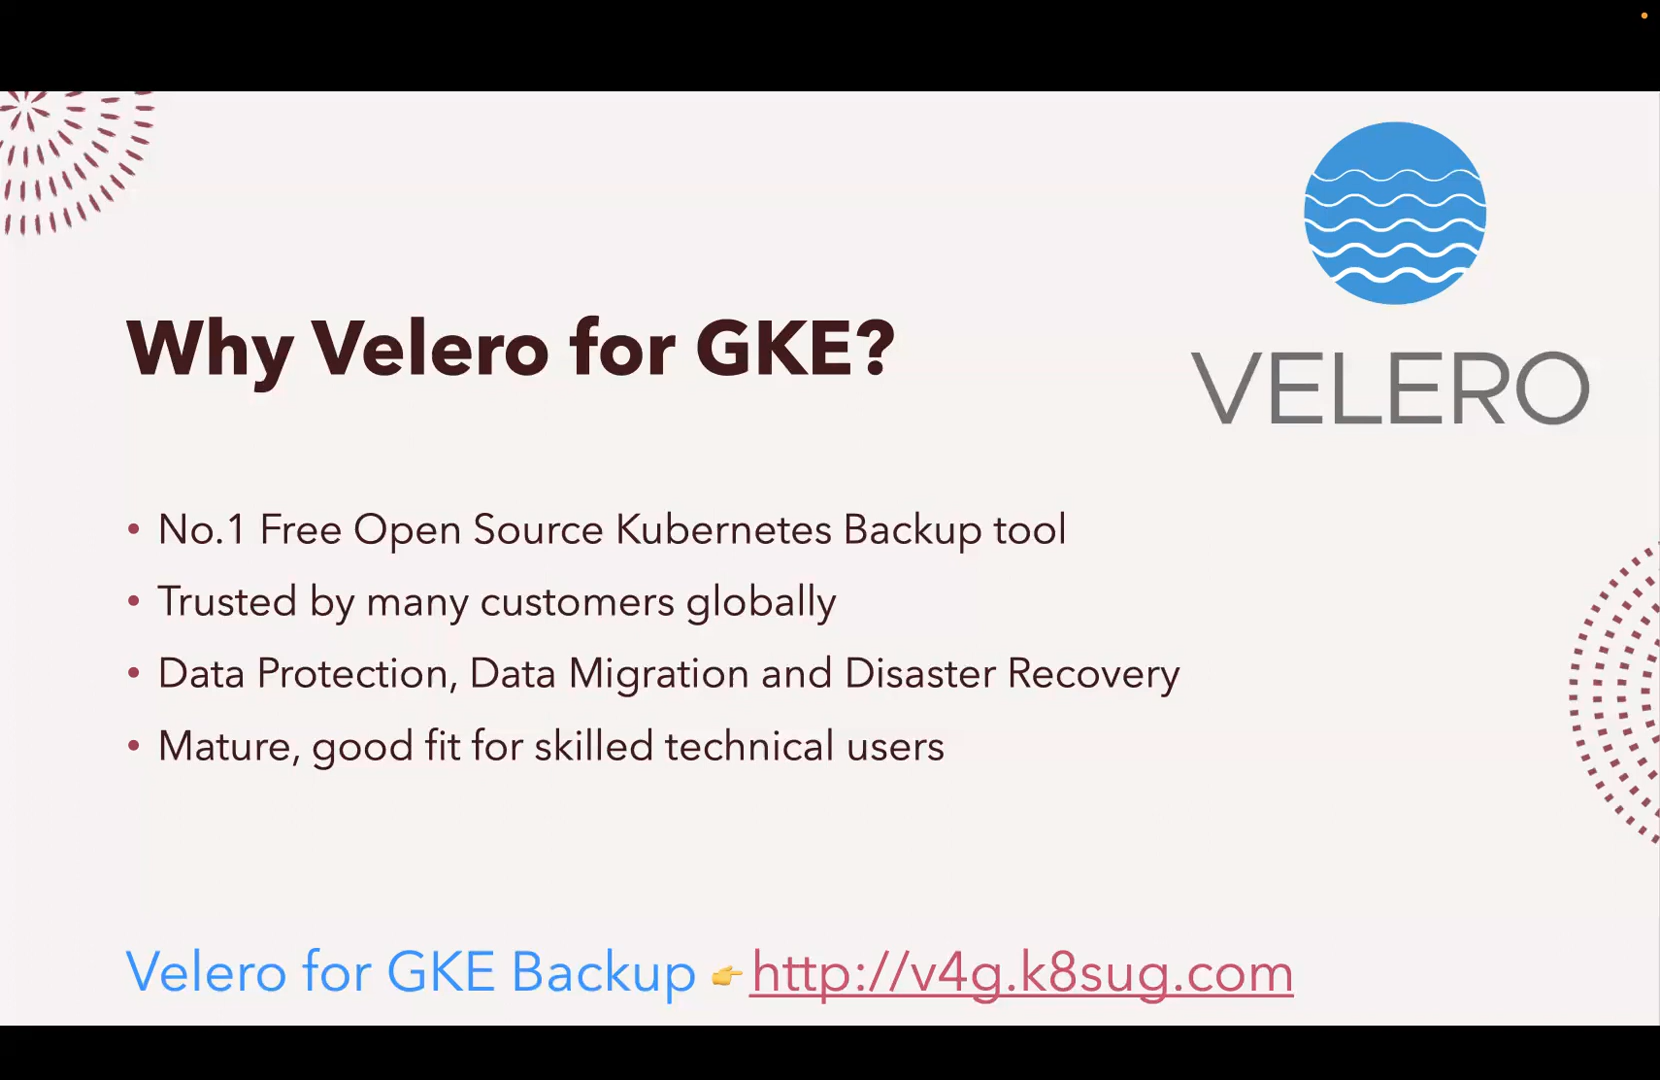 VELERO
Why Velero for GKE?
• No.1 Free Open Source Kubernetes Backup tool
• Trusted by many customers globally
• Data Protection, Data Migration and Disaster Recovery
• Mature, good fit for skilled technical users
Velero for GKE Backup 👉 http://v4g.k8sug.com